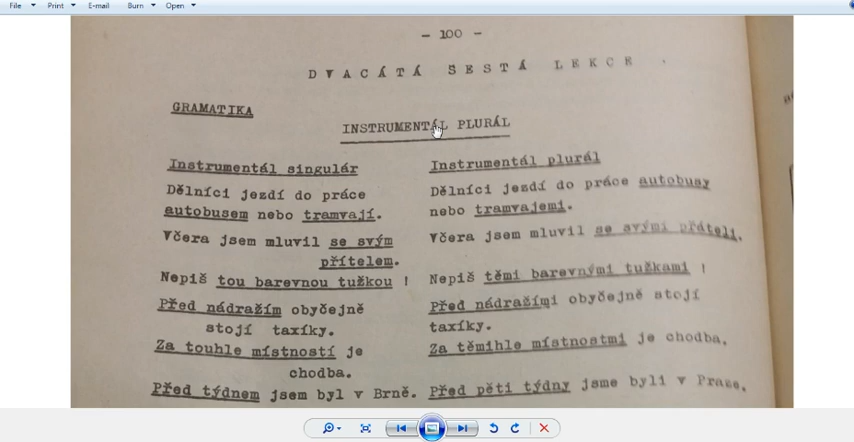 File Print E-mail Burn Open
- 100 -
DVACÁTÁ ŠESTÁ LEKCE
GRAMATIKA
INSTRUMENTÁL PLURÁL
Instrumentál singulár
Dělníci jezdí do práce
autobusem nebo tramvají.
Včera jsem mluvil se svým
přítelem.
Nepiš tou barevnou tužkou !
Před nádražím obyčejně
stojí taxíky.
Za touhle místností je
chodba.
Před týdnem jsem byl v Brně.
Instrumentál plurál
Dělníci jezdí do práce autobusy
nebo tramvajemi.
Včera jsem mluvil se svými přáteli.
Nepiš těmi barevnými tužkami !
Před nádražími obyčejně stojí
taxíky.
Za těmihle místnostmi je chodba.
Před pěti týdny jsme byli v Praze.